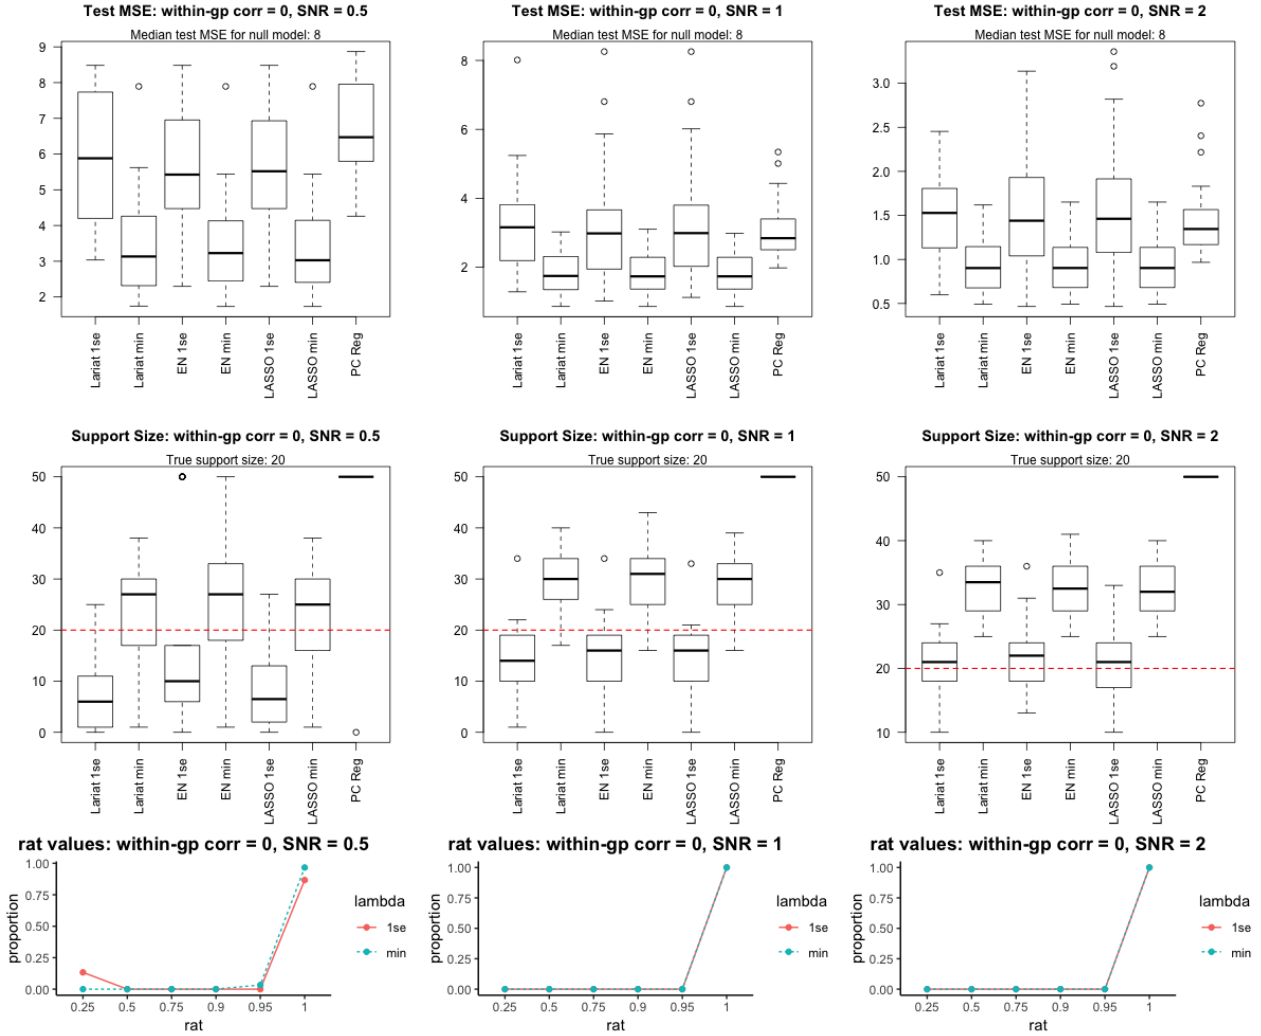 Test MSE: within-gp corr = 0, SNR = 0.5
Median test MSE for null model: 8
9
8
7
6
5
4
3
2
Lariat 1se
Lariat min
EN 1se
EN min
LASSO 1se
LASSO min
PC Reg
Test MSE: within-gp corr = 0, SNR = 1
Median test MSE for null model: 8
8
6
4
2
Lariat 1se
Lariat min
EN 1se
EN min
LASSO 1se
LASSO min
PC Reg
Test MSE: within-gp corr = 0, SNR = 2
Median test MSE for null model: 8
3.0
2.5
2.0
1.5
1.0
0.5
Lariat 1se
Lariat min
EN 1se
EN min
LASSO 1se
LASSO min
PC Reg
Support Size: within-gp corr = 0, SNR = 0.5
True support size: 20
50
40
30
20
10
0
Lariat 1se
Lariat min
EN 1se
EN min
LASSO 1se
LASSO min
PC Reg
Support Size: within-gp corr = 0, SNR = 1
True support size: 20
50
40
30
20
10
0
Lariat 1se
Lariat min
EN 1se
EN min
LASSO 1se
LASSO min
PC Reg
Support Size: within-gp corr = 0, SNR = 2
True support size: 20
50
40
30
20
10
Lariat 1se
Lariat min
EN 1se
EN min
LASSO 1se
LASSO min
PC Reg
rat values: within-gp corr = 0, SNR = 0.5
1.00
0.75
0.50
0.25
0.00
proportion
0.25 0.5 0.75 0.9 0.95 1
rat
lambda
1se
min
rat values: within-gp corr = 0, SNR = 1
1.00
0.75
0.50
0.25
0.00
proportion
0.25 0.5 0.75 0.9 0.95 1
rat
lambda
1se
min
rat values: within-gp corr = 0, SNR = 2
1.00
0.75
0.50
0.25
0.00
proportion
0.25 0.5 0.75 0.9 0.95 1
rat
lambda
1se
min